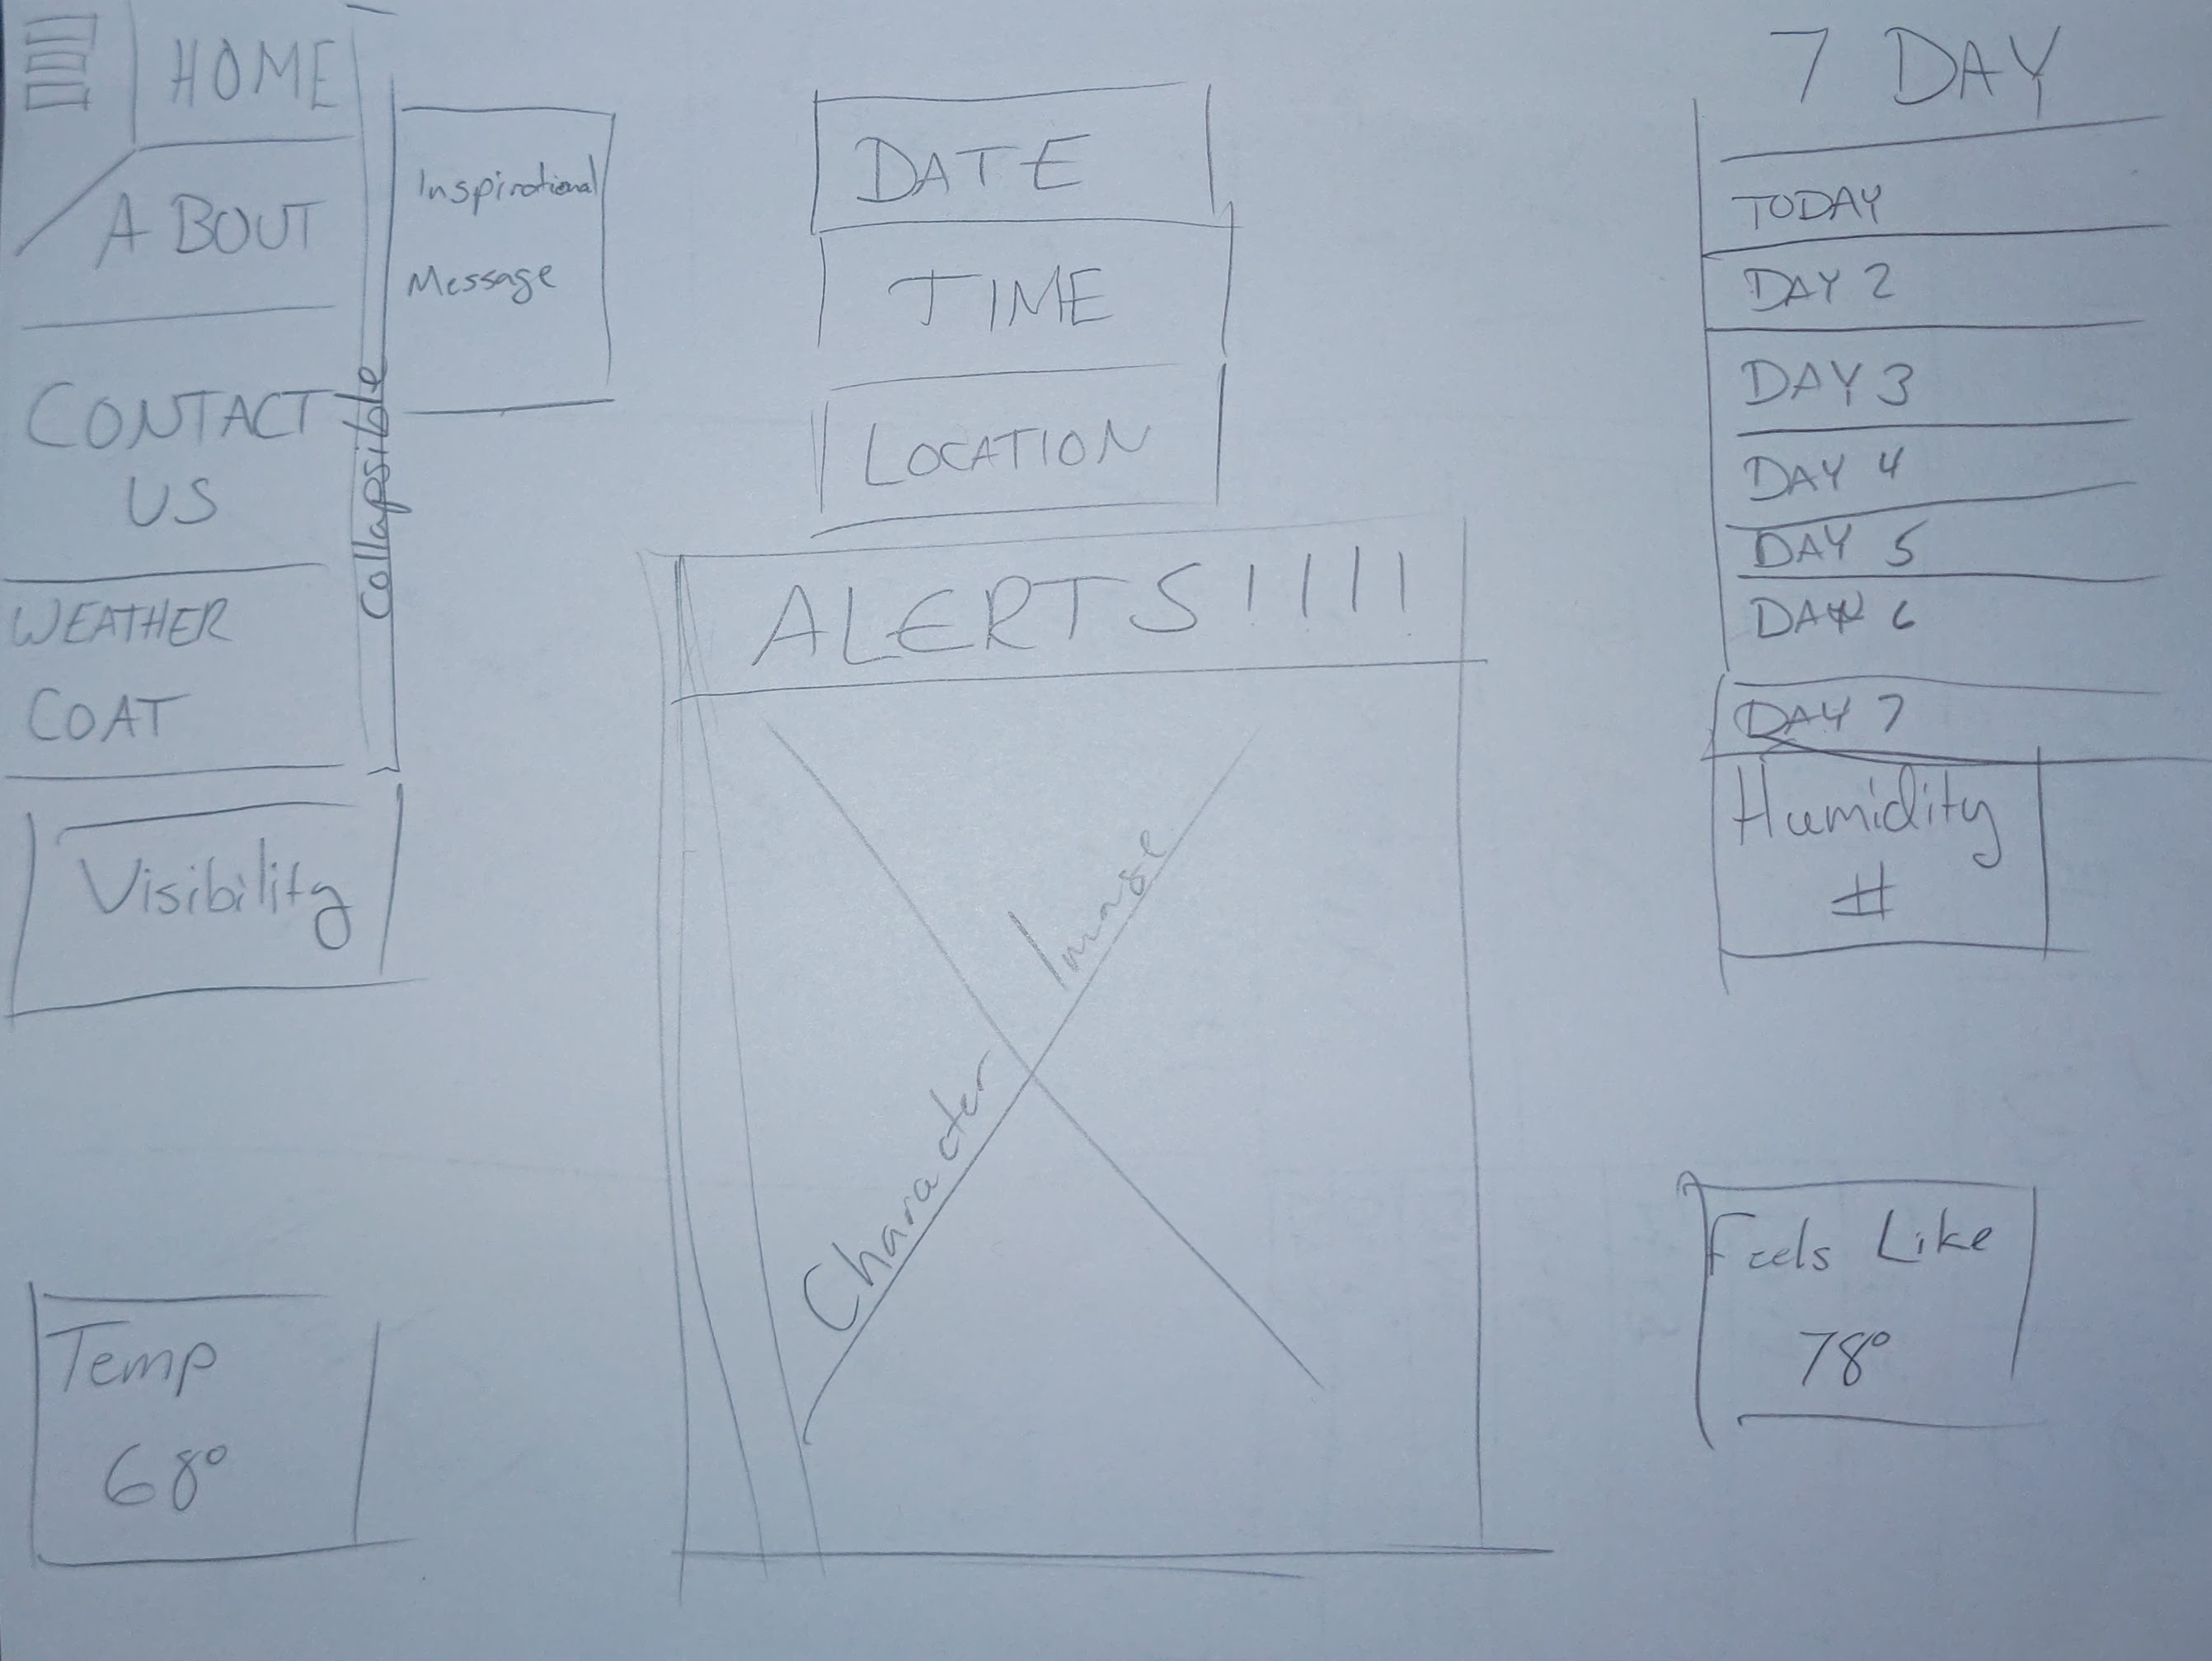 HOME
ABOUT
CONTACT
US
WEATHER
COAT
Collapsible
Visibility
Temp
68°
Inspirational
Message
DATE
TIME
LOCATION
ALERTS!!!!
Character Image
7 DAY
TODAY
DAY 2
DAY 3
DAY 4
DAY 5
DAY 6
DAY 7
Humidity
#
Feels Like
78°